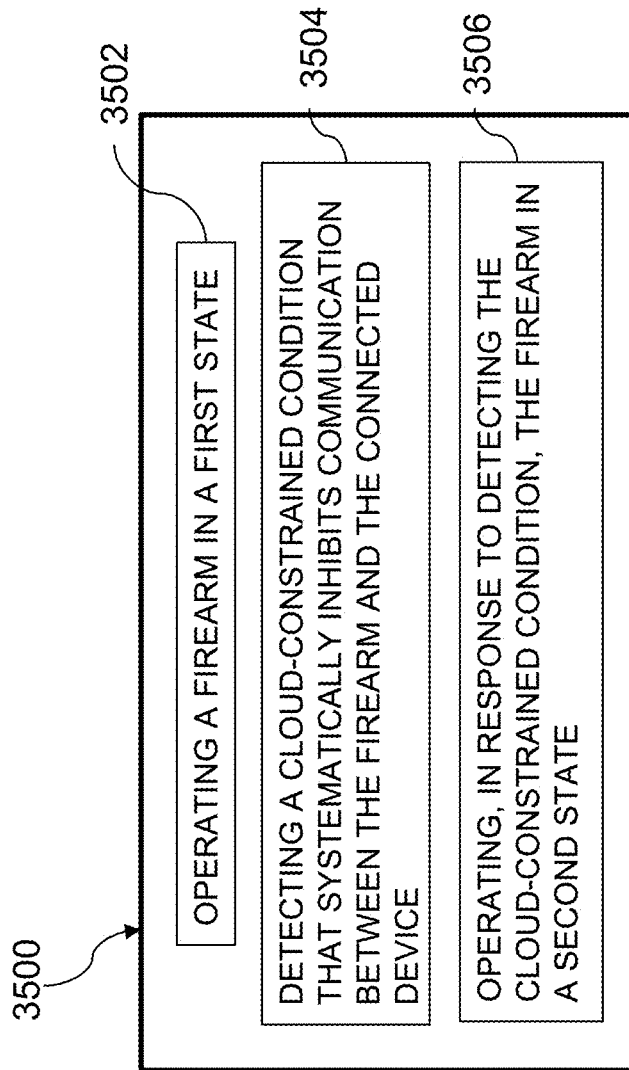 3500
3502
OPERATING A FIREARM IN A FIRST STATE
3504
DETECTING A CLOUD-CONSTRAINED CONDITION
THAT SYSTEMATICALLY INHIBITS COMMUNICATION
BETWEEN THE FIREARM AND THE CONNECTED
DEVICE
3506
OPERATING, IN RESPONSE TO DETECTING THE
CLOUD-CONSTRAINED CONDITION, THE FIREARM IN
A SECOND STATE